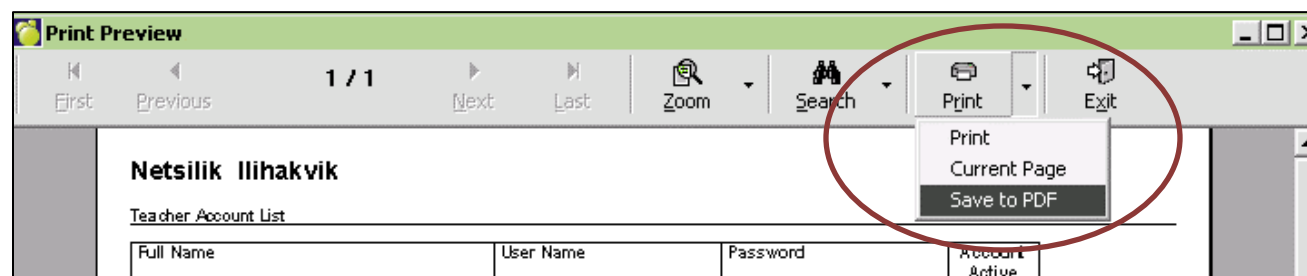 Print Preview
First Previous 1 / 1 Next Last Zoom Search Print Exit
Print
Current Page
Save to PDF
Netsilik Ilihakvik
Teacher Account List
Full Name User Name Password Account
Active